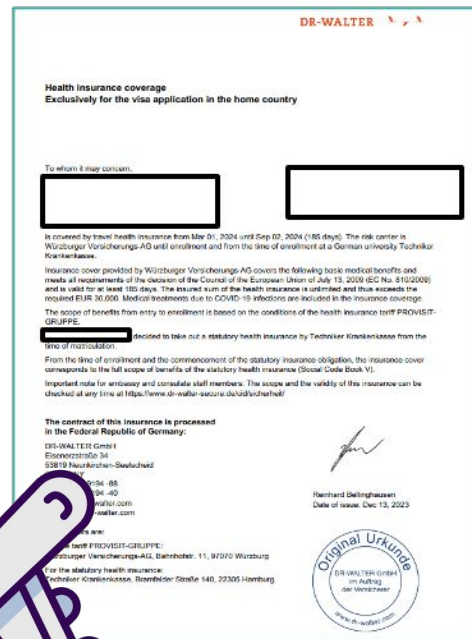 DR-WALTER
Health insurance coverage
Exclusively for the visa application in the home country
To whom it may concern,
is covered by travel health insurance from Mar 01, 2024 until Sep 02, 2024 (185 days). The risk carrier is
Würzburger Versicherungs-AG until enrollment and from the time of enrollment at a German university Techniker
Krankenkasse.
Insurance cover provided by Würzburger Versicherungs-AG covers the following basic medical benefits and
meets all requirements of the decision of the Council of the European Union of July 13, 2009 (EC No. 810/2009)
and is valid for at least 185 days. The insured sum of the health insurance is unlimited and thus exceeds the
required EUR 30,000. Medical treatments due to COVID-19 infections are included in the insurance coverage.
The scope of benefits from entry to enrollment is based on the conditions of the health insurance tariff PROVISIT-
GRUPPE.
decided to take out a statutory health insurance by Techniker Krankenkasse from the
time of matriculation.
From the time of enrollment and the commencement of the statutory insurance obligation, the insurance cover
corresponds to the full scope of benefits of the statutory health insurance (Social Code Book V).
Important note for embassy and consulate staff members: The scope and the validity of this insurance can be
checked at any time at https://www.dr-walter-secure.de/cid/sicherheit/
The contract of this insurance is processed
in the Federal Republic of Germany:
DR-WALTER GmbH
Eisenerzstraße 34
53819 Neunkirchen-Seelscheid
9194 -88
94 -40
walter.com
-walter.com
Reinhard Bellinghausen
Date of issue: Dec 13, 2023
rs are:
tariff PROVISIT-GRUPPE:
rzburger Versicherungs-AG, Bahnhofstr. 11, 97070 Würzburg
For the statutory health insurance:
Techniker Krankenkasse, Bramfelder Straße 140, 22305 Hamburg
Original Urkunde
DR-WALTER GmbH
im Auftrag
der Versicherer
www.dr-walter.com